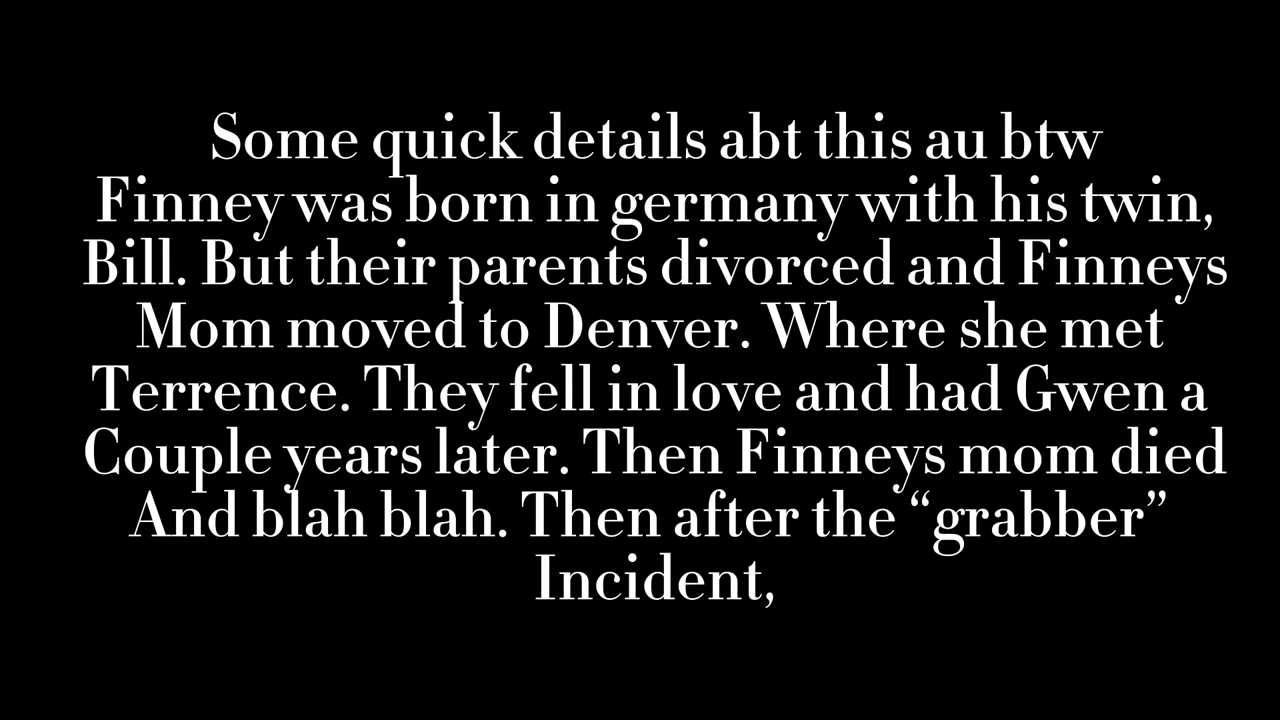 Some quick details abt this au btw
Finney was born in germany with his twin,
Bill. But their parents divorced and Finneys
Mom moved to Denver. Where she met
Terrence. They fell in love and had Gwen a
Couple years later. Then Finneys mom died
And blah blah. Then after the “grabber”
Incident,